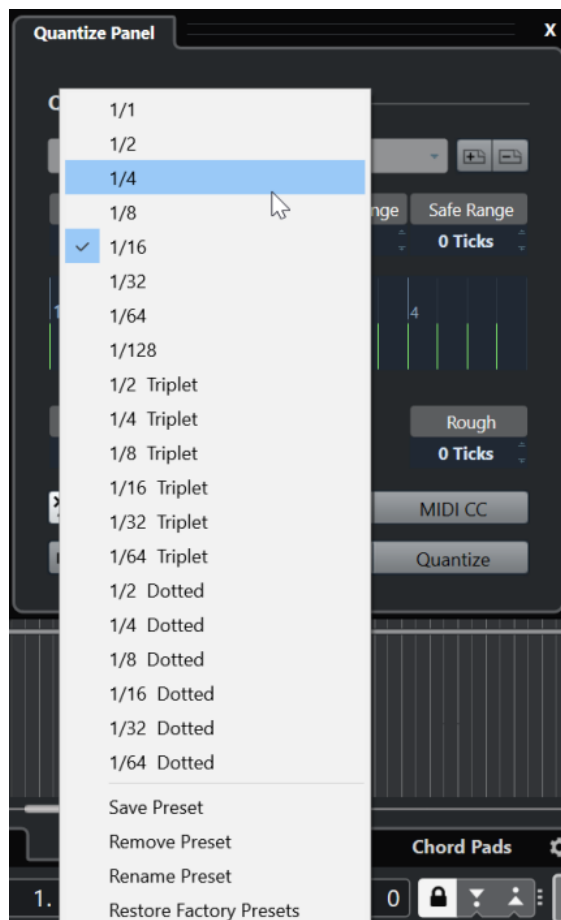 Quantize Panel X
1/1
1/2
1/4
1/8
Safe Range
1/16
0 Ticks
1/32
1/64
4
1/128
1/2 Triplet
1/4 Triplet
Rough
1/8 Triplet
0 Ticks
1/16 Triplet
MIDI CC
1/32 Triplet
1/64 Triplet
Quantize
1/2 Dotted
1/4 Dotted
1/8 Dotted
1/16 Dotted
1/32 Dotted
1/64 Dotted
Save Preset
Remove Preset
Chord Pads
Rename Preset
1.
0
Restore Factory Presets